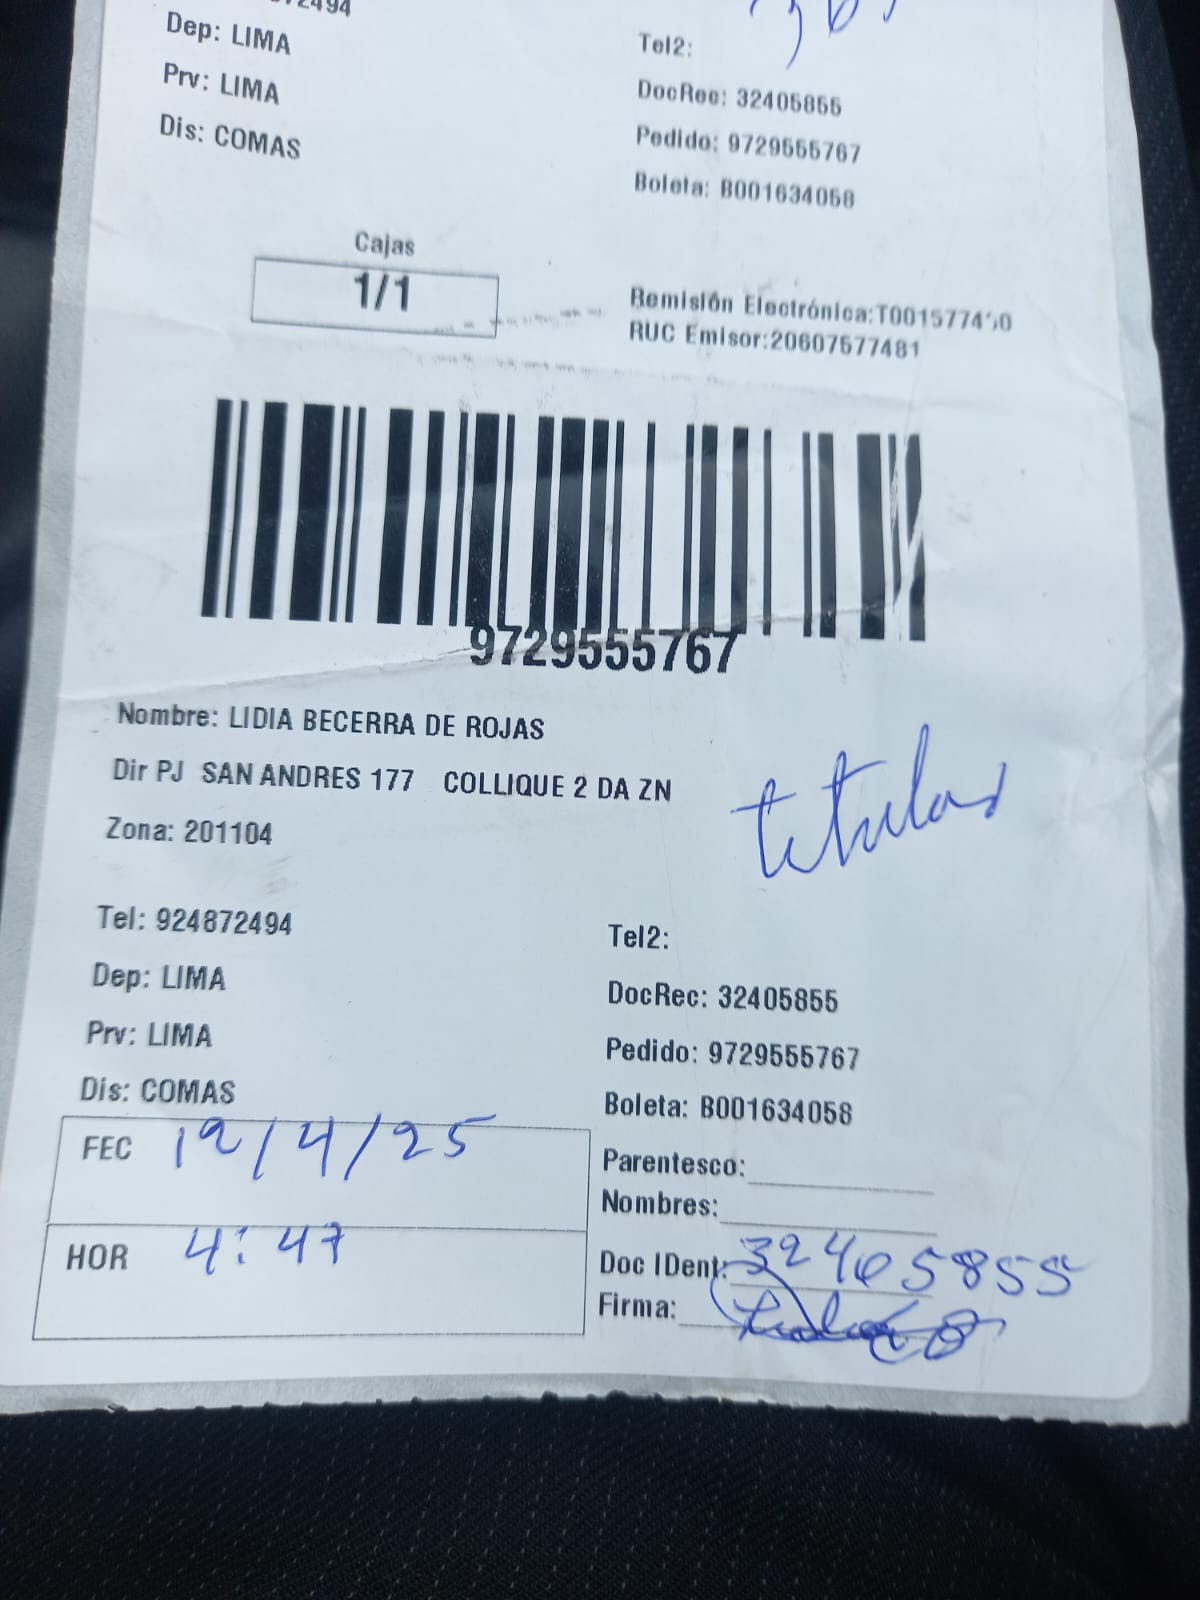 Dep: LIMA
Prv: LIMA
Dis: COMAS
Tel2:
DocRec: 32405855
Pedido: 9729555767
Boleta: B001634058
Cajas
1/1
Remisión Electrónica:
RUC Emisor:20607577481
9729555767
Nombre: LIDIA BECERRA DE ROJAS
Dir PJ SAN ANDRES 177 COLLIQUE 2 DA ZN
Zona: 201104
titular
Tel: 924872494
Dep: LIMA
Prv: LIMA
Dis: COMAS
Tel2:
DocRec: 32405855
Pedido: 9729555767
Boleta: B001634058
FEC 12/4/25
HOR 4:47
Parentesco:
Nombres:
Doc IDent: 32405855
Firma: